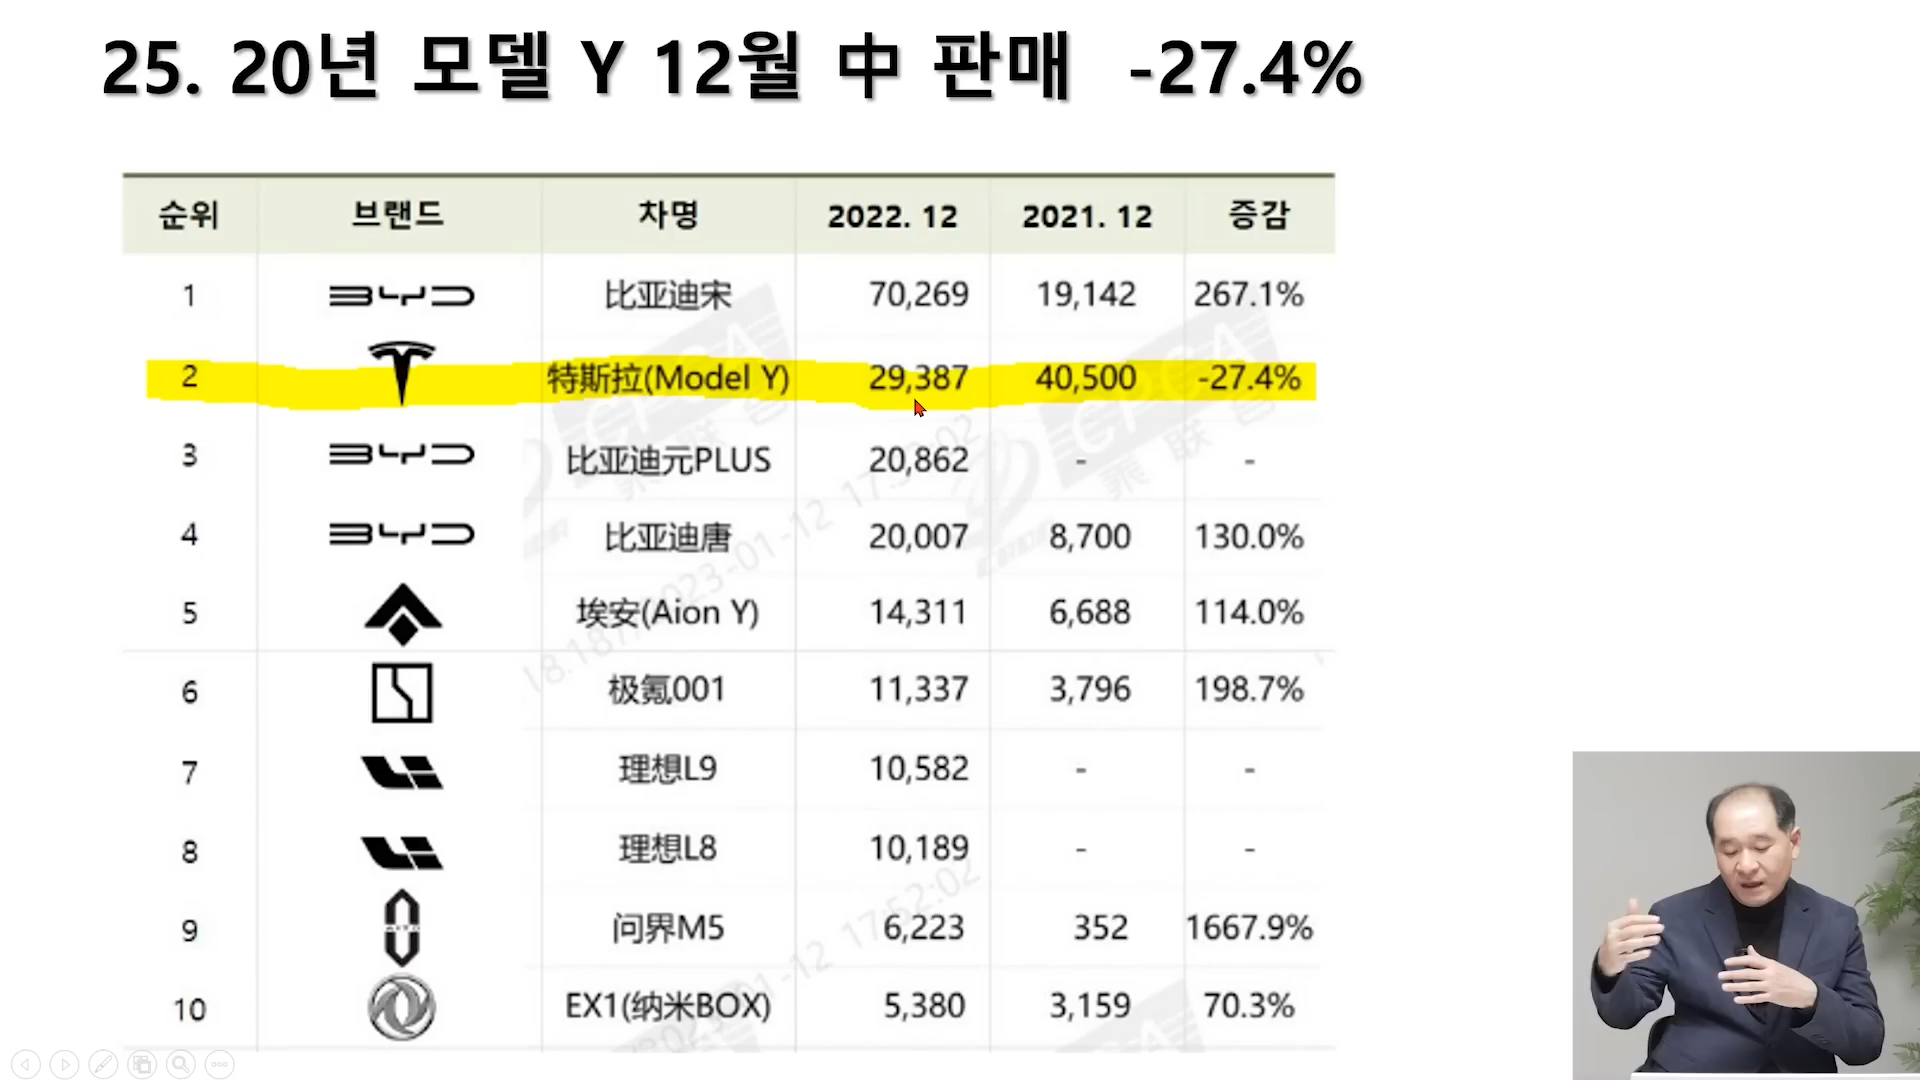 25. 20년 모델 Y 12월 中 판매 -27.4%
순위 브랜드 차명 2022. 12 2021. 12 증감
1 BYD 比亚迪宋 70,269 19,142 267.1%
2 特斯拉(Model Y) 29,387 40,500 -27.4%
3 BYD 比亚迪元PLUS 20,862 - -
4 BYD 比亚迪唐 20,007 8,700 130.0%
5 埃安(Aion Y) 14,311 6,688 114.0%
6 极氪001 11,337 3,796 198.7%
7 理想L9 10,582 - -
8 理想L8 10,189 - -
9 AITO 问界M5 6,223 352 1667.9%
10 EX1(纳米BOX) 5,380 3,159 70.3%